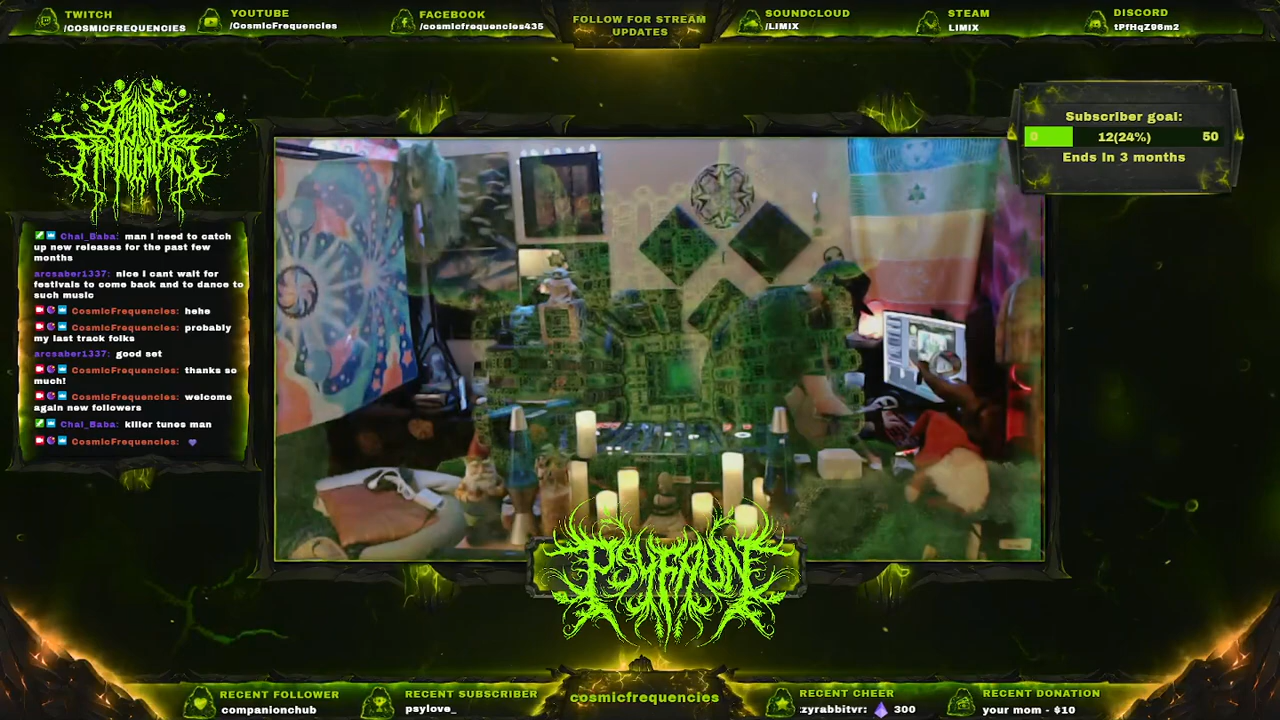 TWITCH
/COSMICFREQUENCIES
YOUTUBE
/CosmicFrequencies
FACEBOOK
/cosmicfrequencies435
FOLLOW FOR STREAM
UPDATES
SOUNDCLOUD
/LIMIX
STEAM
LIMIX
DISCORD
tPfHqZ96m2
COSMIC
FREQUENCIES
Subscriber goal:
0 12(24%) 50
Ends in 3 months
Chai_Baba: man I need to catch
up new releases for the past few
months
arcsaber1337: nice i cant wait for
festivals to come back and to dance to
such music
CosmicFrequencies: hehe
CosmicFrequencies: probably
my last track folks
arcsaber1337: good set
CosmicFrequencies: thanks so
much!
CosmicFrequencies: welcome
again new followers
Chai_Baba: killer tunes man
CosmicFrequencies: 💜
PSYFAUN
RECENT FOLLOWER
companionchub
RECENT SUBSCRIBER
psylove_
cosmicfrequencies
RECENT CHEER
:zyrabbitvr: 300
RECENT DONATION
your mom - $10